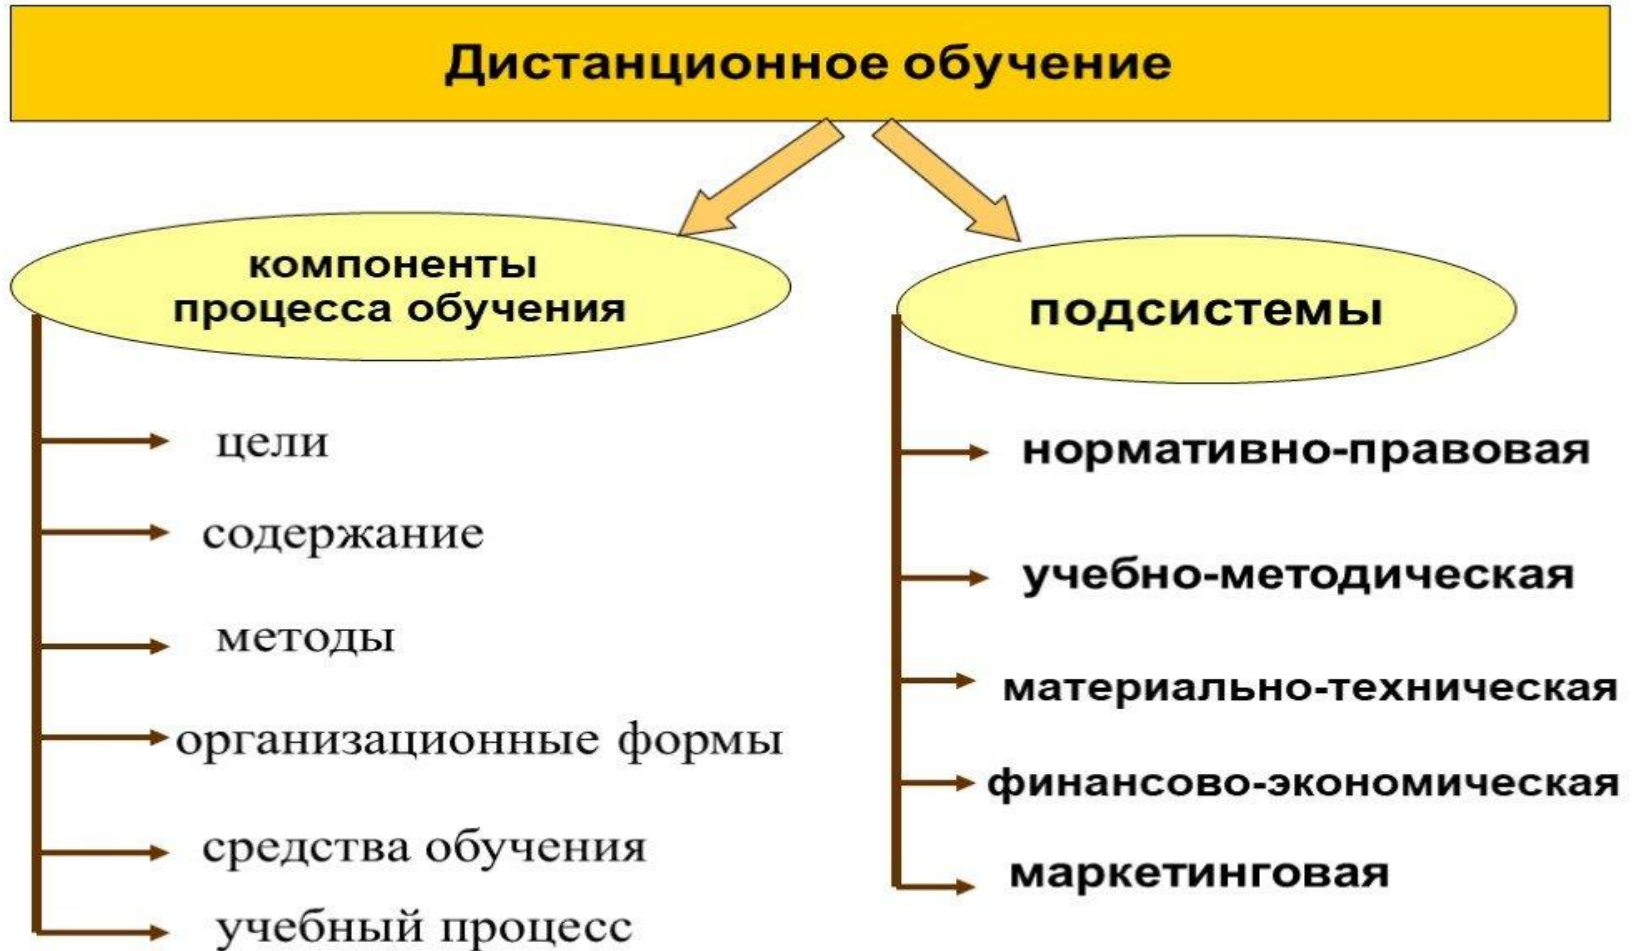 Дистанционное обучение
компоненты
процесса обучения
цели
содержание
методы
организационные формы
средства обучения
учебный процесс
подсистемы
нормативно-правовая
учебно-методическая
материально-техническая
финансово-экономическая
маркетинговая